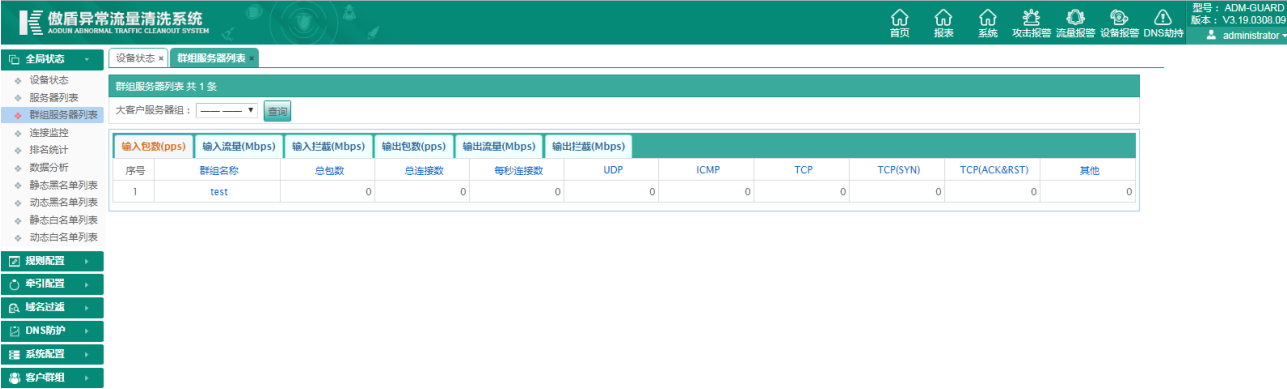 傲盾异常流量清洗系统
AODUN ABNORMAL TRAFFIC CLEANOUT SYSTEM
首页 报表 系统 攻击报警 流量报警 设备报警 DNS劫持
型号： ADM-GUARD
版本： V3.19.0308.09
administrator
全局状态
设备状态
服务器列表
群组服务器列表
连接监控
排名统计
数据分析
静态黑名单列表
动态黑名单列表
静态白名单列表
动态白名单列表
规则配置
牵引配置
域名过滤
DNS防护
系统配置
客户群组
设备状态 × 群组服务器列表 ×
群组服务器列表 共 1 条
大客户服务器组： —— —— 查询
输入包数(pps) 输入流量(Mbps) 输入拦截(Mbps) 输出包数(pps) 输出流量(Mbps) 输出拦截(Mbps)
序号 群组名称 总包数 总连接数 每秒连接数 UDP ICMP TCP TCP(SYN) TCP(ACK&RST) 其他
1 test 0 0 0 0 0 0 0 0 0